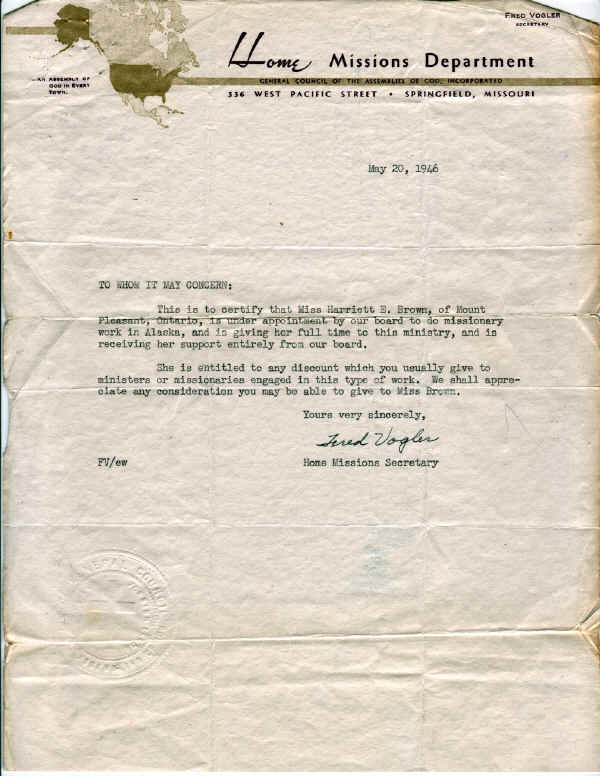 FRED VOGLER
SECRETARY
Home Missions Department
GENERAL COUNCIL OF THE ASSEMBLIES OF GOD, INCORPORATED
336 WEST PACIFIC STREET • SPRINGFIELD, MISSOURI
AN ASSEMBLY OF
GOD IN EVERY
TOWN.
May 20, 1946
TO WHOM IT MAY CONCERN:
This is to certify that Miss Harriett E. Brown, of Mount
Pleasant, Ontario, is under appointment by our board to do missionary
work in Alaska, and is giving her full time to this ministry, and is
receiving her support entirely from our board.
She is entitled to any discount which you usually give to
ministers or missionaries engaged in this type of work. We shall appre-
ciate any consideration you may be able to give to Miss Brown.
Yours very sincerely,
Fred Vogler
FV/ew Home Missions Secretary
GENERAL COUNCIL